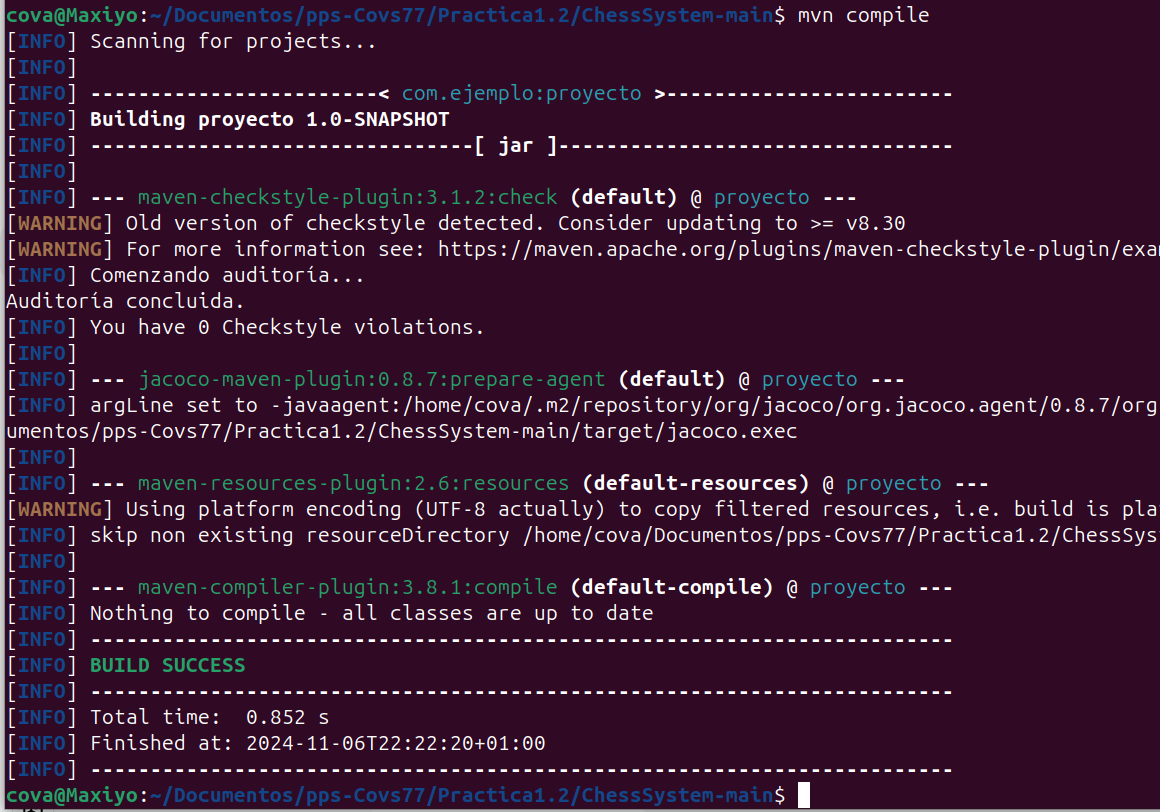 cova@Maxiyo:~/Documentos/pps-Covs77/Practica1.2/ChessSystem-main$ mvn compile
[INFO] Scanning for projects...
[INFO]
[INFO] ------------------------< com.ejemplo:proyecto >------------------------
[INFO] Building proyecto 1.0-SNAPSHOT
[INFO] --------------------------------[ jar ]---------------------------------
[INFO]
[INFO] --- maven-checkstyle-plugin:3.1.2:check (default) @ proyecto ---
[WARNING] Old version of checkstyle detected. Consider updating to >= v8.30
[WARNING] For more information see: https://maven.apache.org/plugins/maven-checkstyle-plugin/exa
[INFO] Comenzando auditoría...
Auditoría concluida.
[INFO] You have 0 Checkstyle violations.
[INFO]
[INFO] --- jacoco-maven-plugin:0.8.7:prepare-agent (default) @ proyecto ---
[INFO] argLine set to -javaagent:/home/cova/.m2/repository/org/jacoco/org.jacoco.agent/0.8.7/org
umentos/pps-Covs77/Practica1.2/ChessSystem-main/target/jacoco.exec
[INFO]
[INFO] --- maven-resources-plugin:2.6:resources (default-resources) @ proyecto ---
[WARNING] Using platform encoding (UTF-8 actually) to copy filtered resources, i.e. build is pla
[INFO] skip non existing resourceDirectory /home/cova/Documentos/pps-Covs77/Practica1.2/ChessSys
[INFO]
[INFO] --- maven-compiler-plugin:3.8.1:compile (default-compile) @ proyecto ---
[INFO] Nothing to compile - all classes are up to date
[INFO] ------------------------------------------------------------------------
[INFO] BUILD SUCCESS
[INFO] ------------------------------------------------------------------------
[INFO] Total time:  0.852 s
[INFO] Finished at: 2024-11-06T22:22:20+01:00
[INFO] ------------------------------------------------------------------------
cova@Maxiyo:~/Documentos/pps-Covs77/Practica1.2/ChessSystem-main$